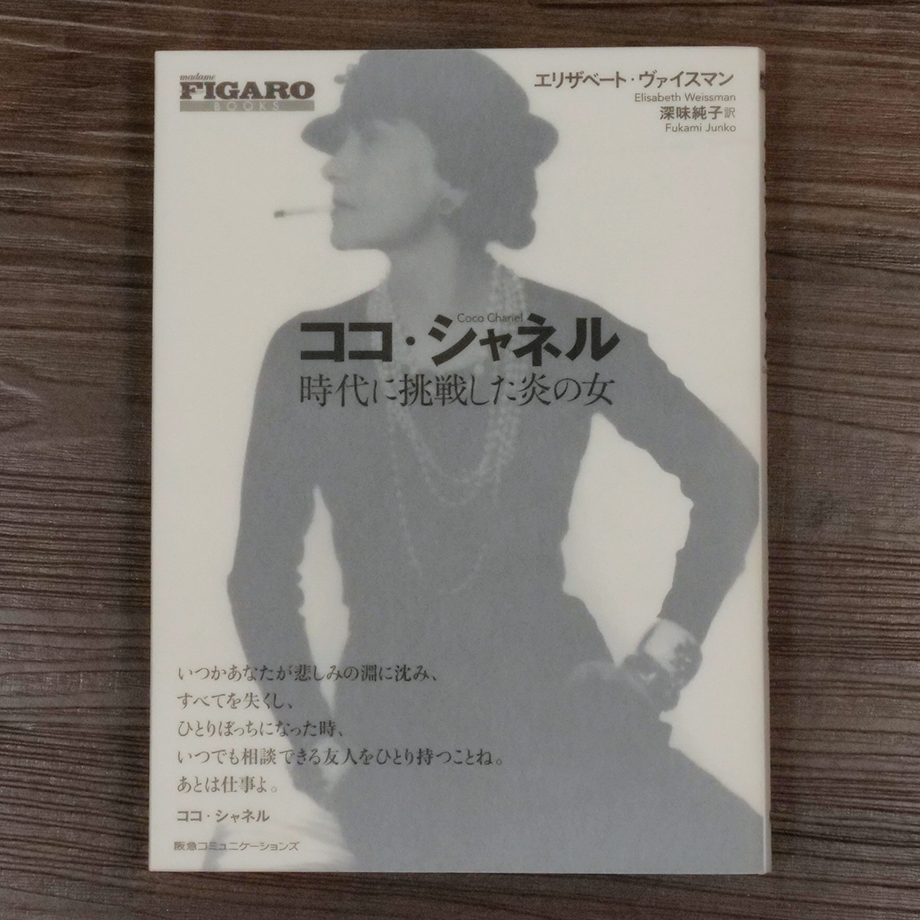 madame
FIGARO
BOOKS
エリザベート・ヴァイスマン
Elisabeth Weissman
深味純子 訳
Fukami Junko
Coco Chanel
ココ・シャネル
時代に挑戦した炎の女
いつかあなたが悲しみの淵に沈み、
すべてを失くし、
ひとりぼっちになった時、
いつでも相談できる友人をひとり持つことね。
あとは仕事よ。
ココ・シャネル
阪急コミュニケーションズ